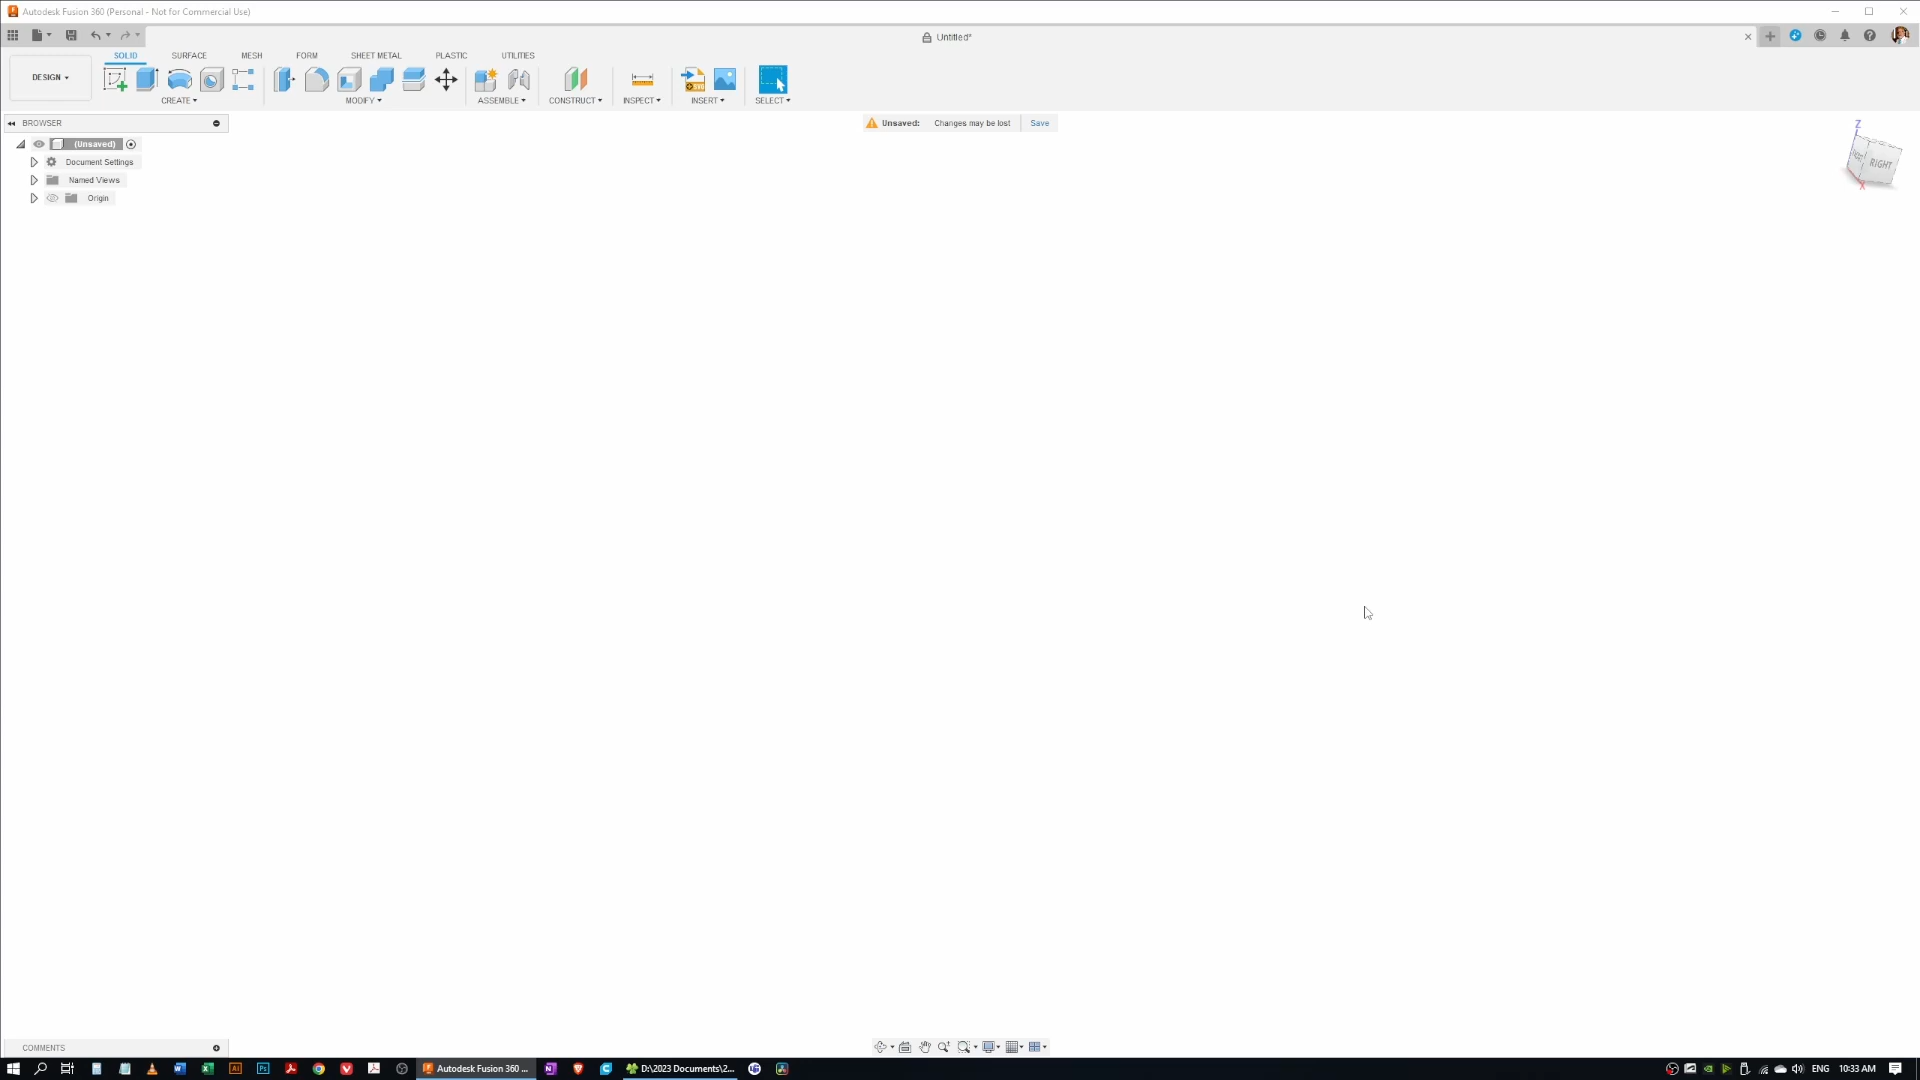 Autodesk Fusion 360 (Personal - Not for Commercial Use)
Untitled*
SOLID SURFACE MESH FORM SHEET METAL PLASTIC UTILITIES
DESIGN
CREATE MODIFY ASSEMBLE CONSTRUCT INSPECT INSERT SELECT
BROWSER
Unsaved: Changes may be lost Save
(Unsaved)
Document Settings
Named Views
Origin
Z
RIGHT
X
COMMENTS
Autodesk Fusion 360 ...
D:\2023 Documents\2...
ENG 10:33 AM